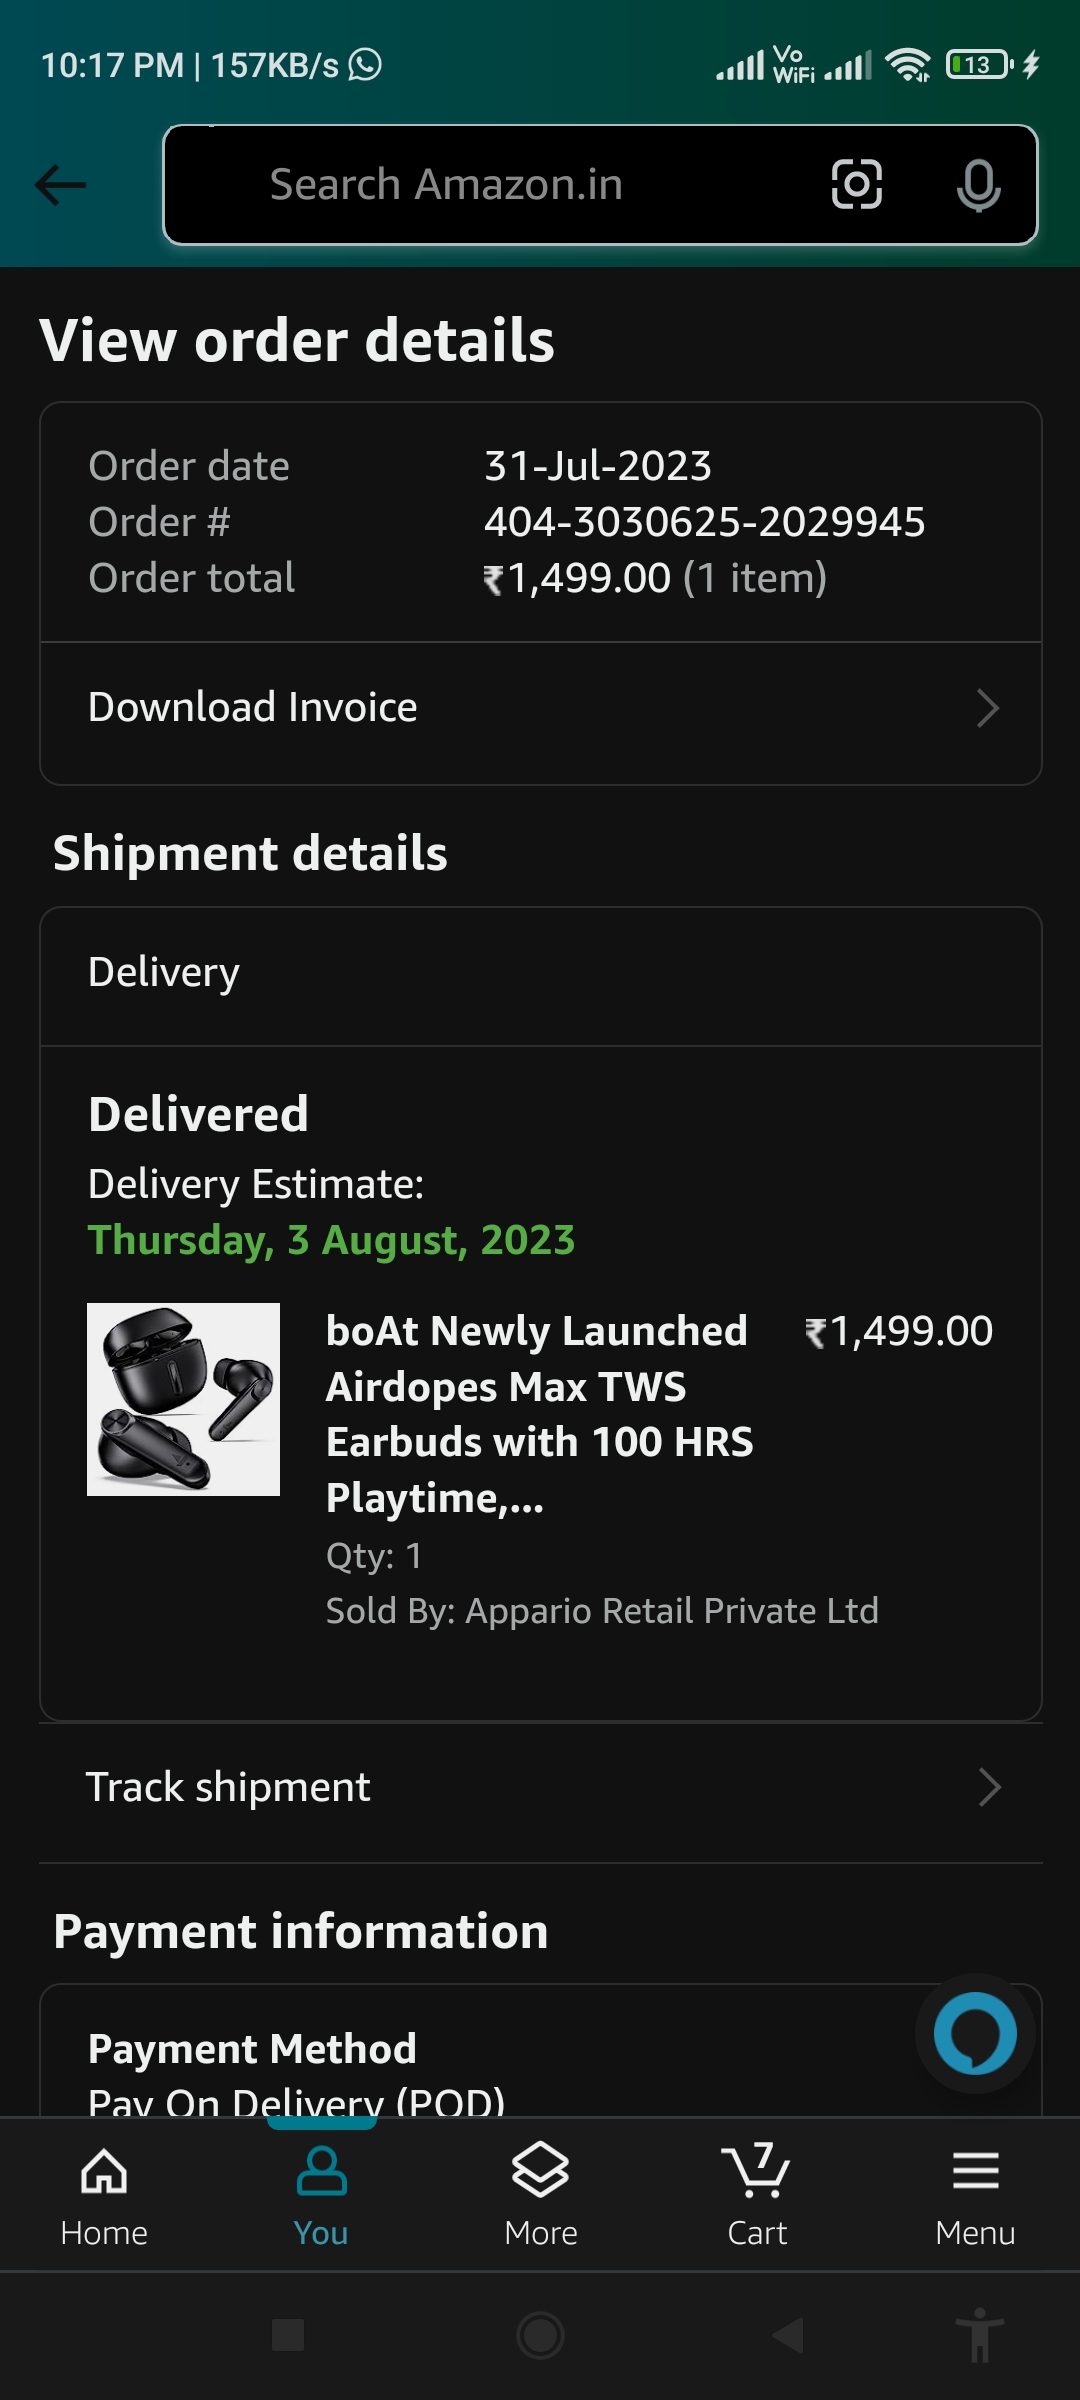 10:17 PM | 157KB/s
Vo
WiFi
13
Search Amazon.in
View order details
Order date 31-Jul-2023
Order # 404-3030625-2029945
Order total ₹1,499.00 (1 item)
Download Invoice
Shipment details
Delivery
Delivered
Delivery Estimate:
Thursday, 3 August, 2023
boAt Newly Launched ₹1,499.00
Airdopes Max TWS
Earbuds with 100 HRS
Playtime,...
Qty: 1
Sold By: Appario Retail Private Ltd
Track shipment
Payment information
Payment Method
Pay On Delivery (POD)
7
Home You More Cart Menu